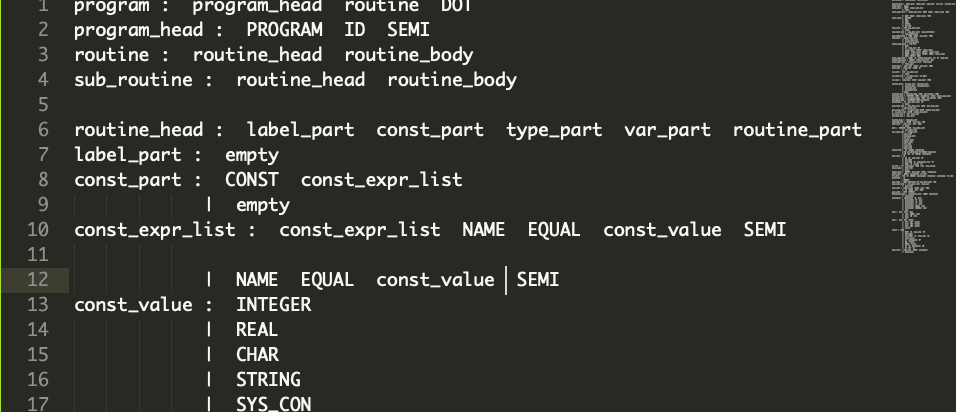 1 program : program_head routine DOT
2 program_head : PROGRAM ID SEMI
3 routine : routine_head routine_body
4 sub_routine : routine_head routine_body
5
6 routine_head : label_part const_part type_part var_part routine_part
7 label_part : empty
8 const_part : CONST const_expr_list
9 | empty
10 const_expr_list : const_expr_list NAME EQUAL const_value SEMI
11
12 | NAME EQUAL const_value SEMI
13 const_value : INTEGER
14 | REAL
15 | CHAR
16 | STRING
17 | SYS_CON